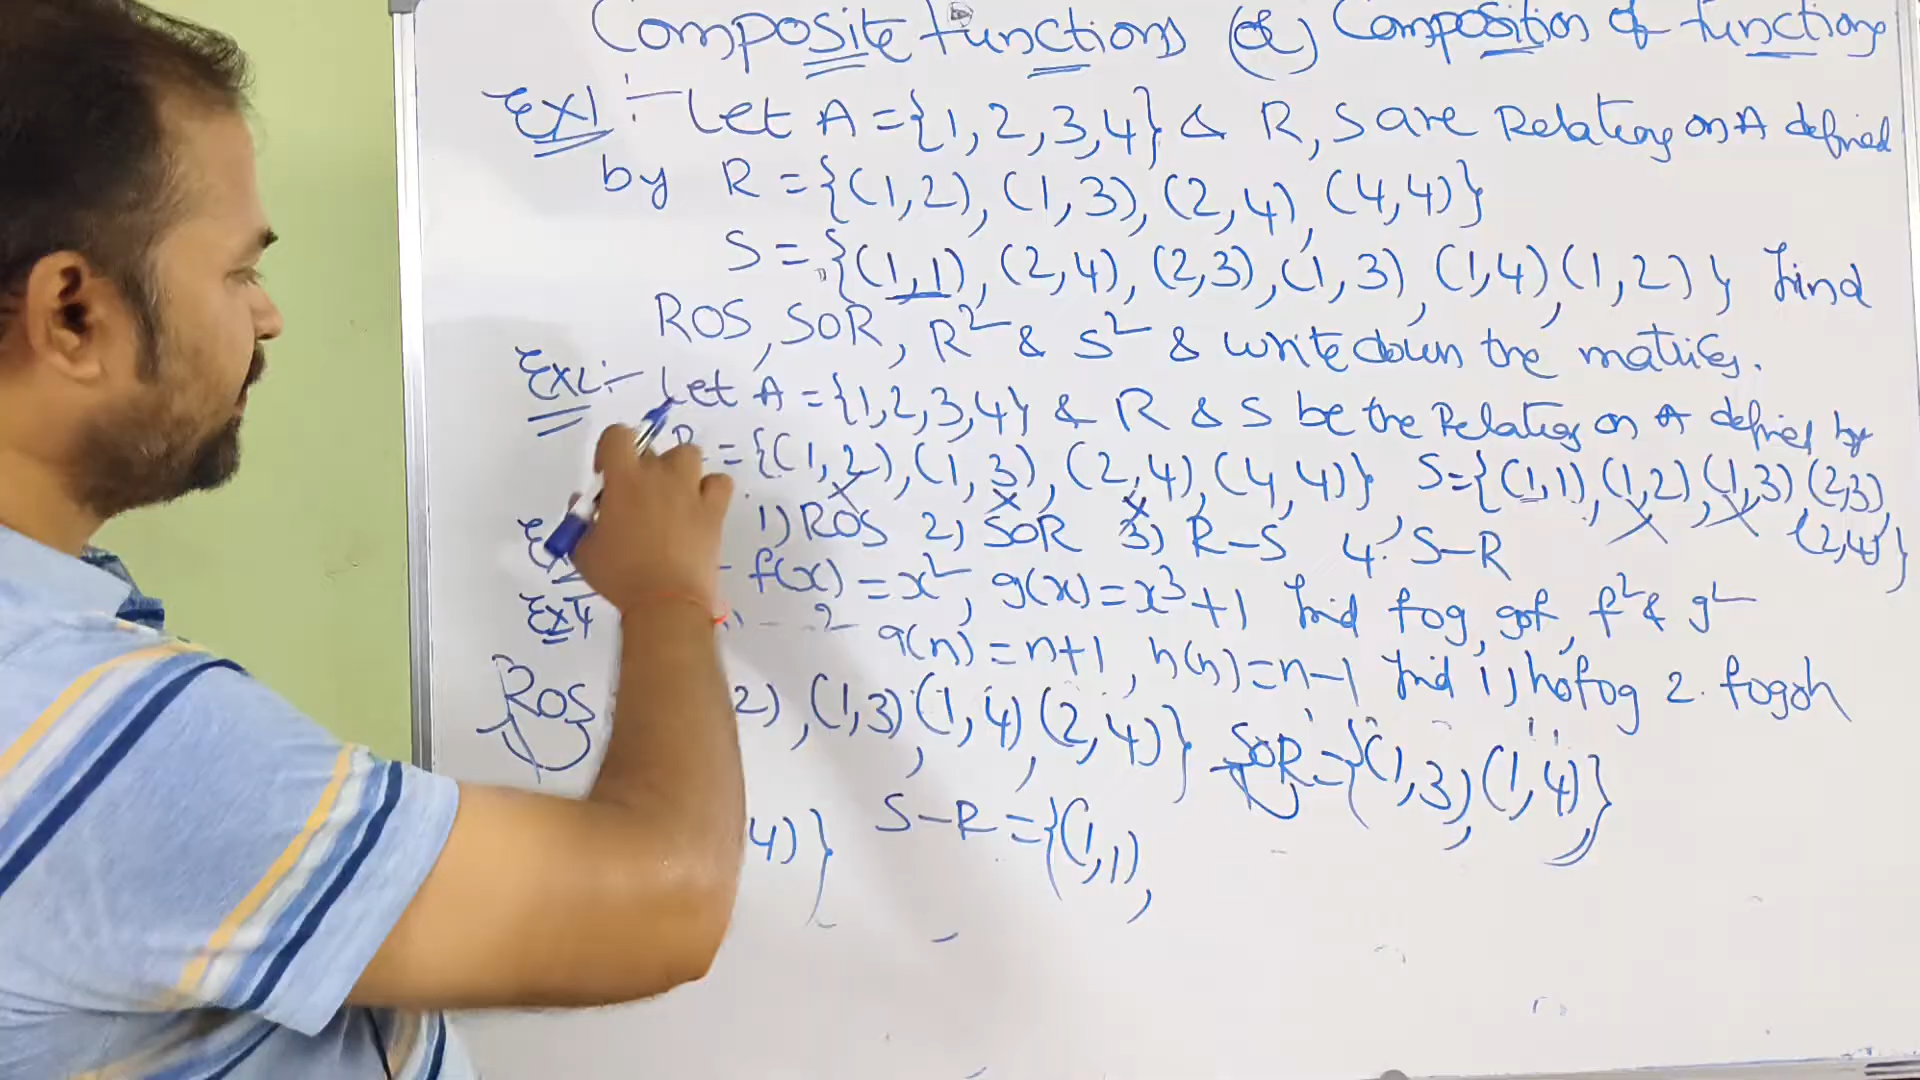 Composite functions (or) Composition of functions
Ex1 :- Let A = {1, 2, 3, 4} & R, S are Relations on A defined
by R = {(1,2), (1,3), (2,4), (4,4)}
S = {(1,1), (2,4), (2,3), (1,3), (1,4) (1,2)} find
ROS, SOR, R² & S² & write down the matrices.
Ex2 :- Let A = {1,2,3,4} & R & S be the Relations on A defined by
R = {(1,2), (1,3), (2,4), (4,4)} S = {(1,1), (1,2), (1,3) (2,3),
(2,4)}
1) ROS 2) SOR 3) R-S 4. S-R
f(x) = x², g(x) = x³+1 find fog, gof, f² & g²
Ex4 g(n) = n+1, h(n) = n-1 find 1) hofog 2. fogoh
ROS 2), (1,3) (1,4) (2,4)} SOR = {(1,3), (1,4)}
4)} S-R = {(1,1),